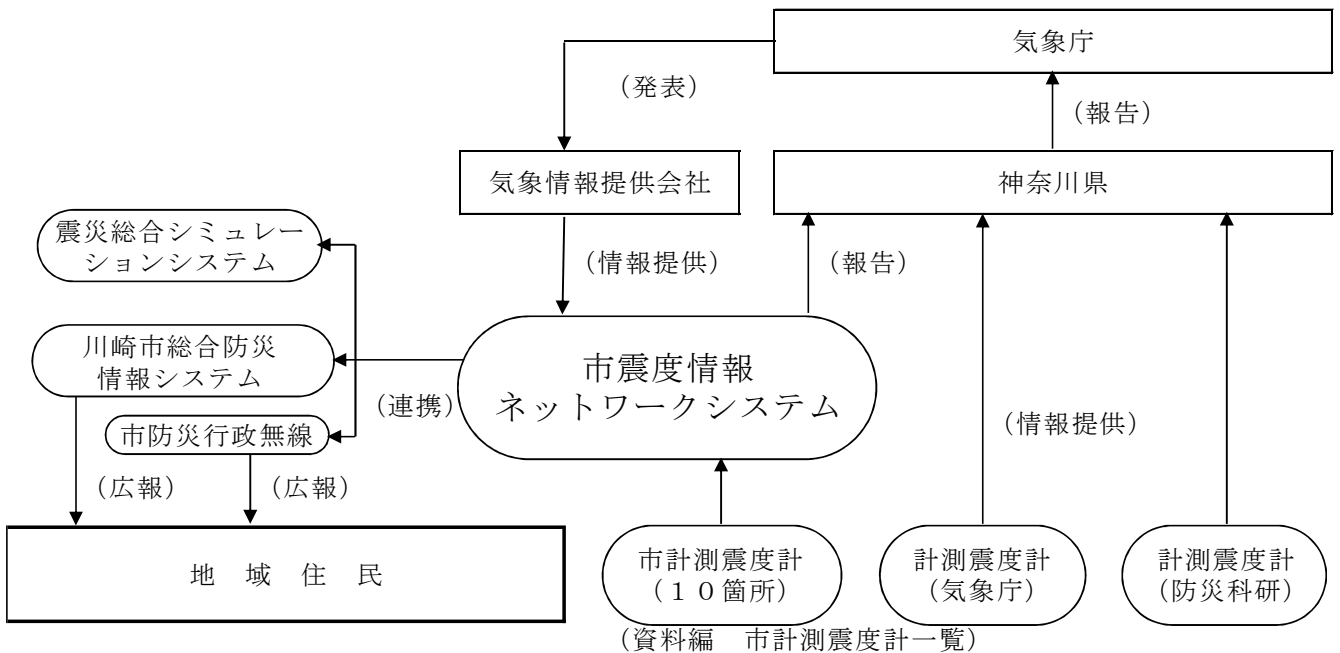 気象庁
（発表）
（報告）
気象情報提供会社
神奈川県
震災総合シミュレー
ションシステム
（情報提供）
（報告）
川崎市総合防災
情報システム
市震度情報
ネットワークシステム
（連携）
市防災行政無線
（情報提供）
（広報）
（広報）
地　域　住　民
市計測震度計
（１０箇所）
計測震度計
（気象庁）
計測震度計
（防災科研）
（資料編　市計測震度計一覧）